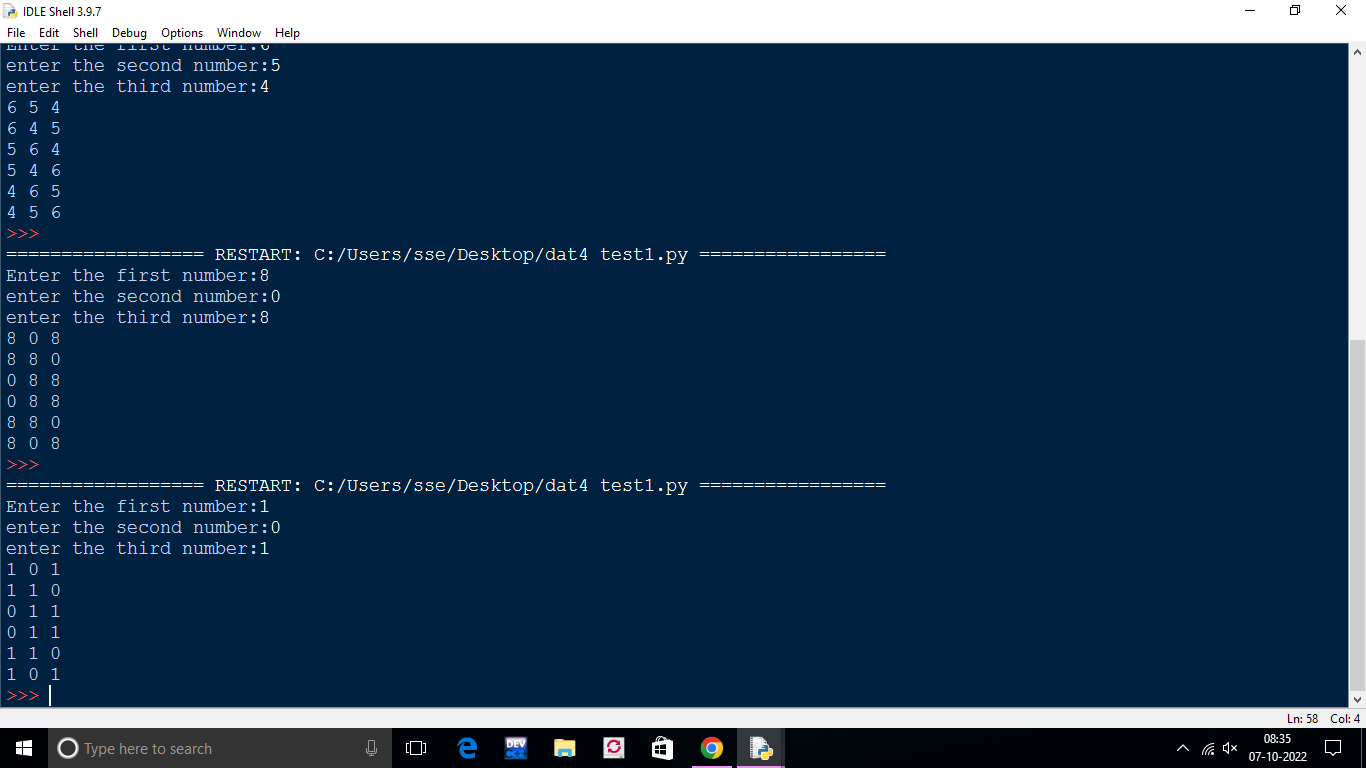 IDLE Shell 3.9.7
File Edit Shell Debug Options Window Help
Enter the first number:6
enter the second number:5
enter the third number:4
6 5 4
6 4 5
5 6 4
5 4 6
4 6 5
4 5 6
>>>
================== RESTART: C:/Users/sse/Desktop/dat4 test1.py =================
Enter the first number:8
enter the second number:0
enter the third number:8
8 0 8
8 8 0
0 8 8
0 8 8
8 8 0
8 0 8
>>>
================== RESTART: C:/Users/sse/Desktop/dat4 test1.py =================
Enter the first number:1
enter the second number:0
enter the third number:1
1 0 1
1 1 0
0 1 1
0 1 1
1 1 0
1 0 1
>>>
Ln: 58 Col: 4
Type here to search
DEV
C++
08:35
07-10-2022